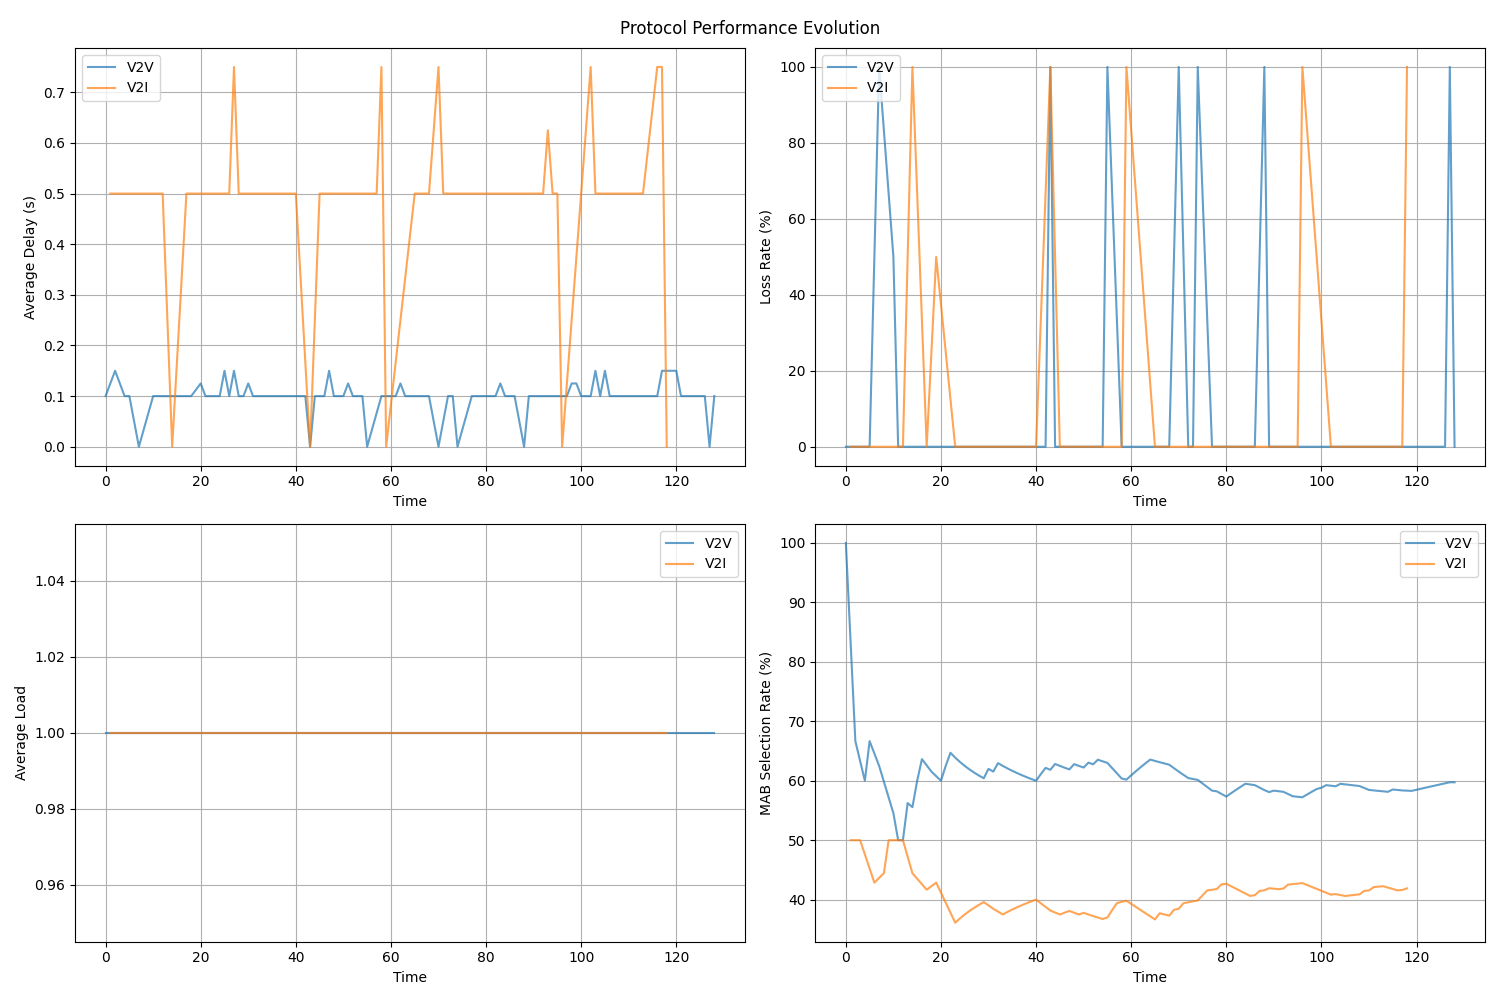 Protocol Performance Evolution
Average Delay (s)
0.7
0.6
0.5
0.4
0.3
0.2
0.1
0.0
V2V
V2I
0 20 40 60 80 100 120
Time
Loss Rate (%)
100
80
60
40
20
0
V2V
V2I
0 20 40 60 80 100 120
Time
Average Load
1.04
1.02
1.00
0.98
0.96
V2V
V2I
0 20 40 60 80 100 120
Time
MAB Selection Rate (%)
100
90
80
70
60
50
40
V2V
V2I
0 20 40 60 80 100 120
Time